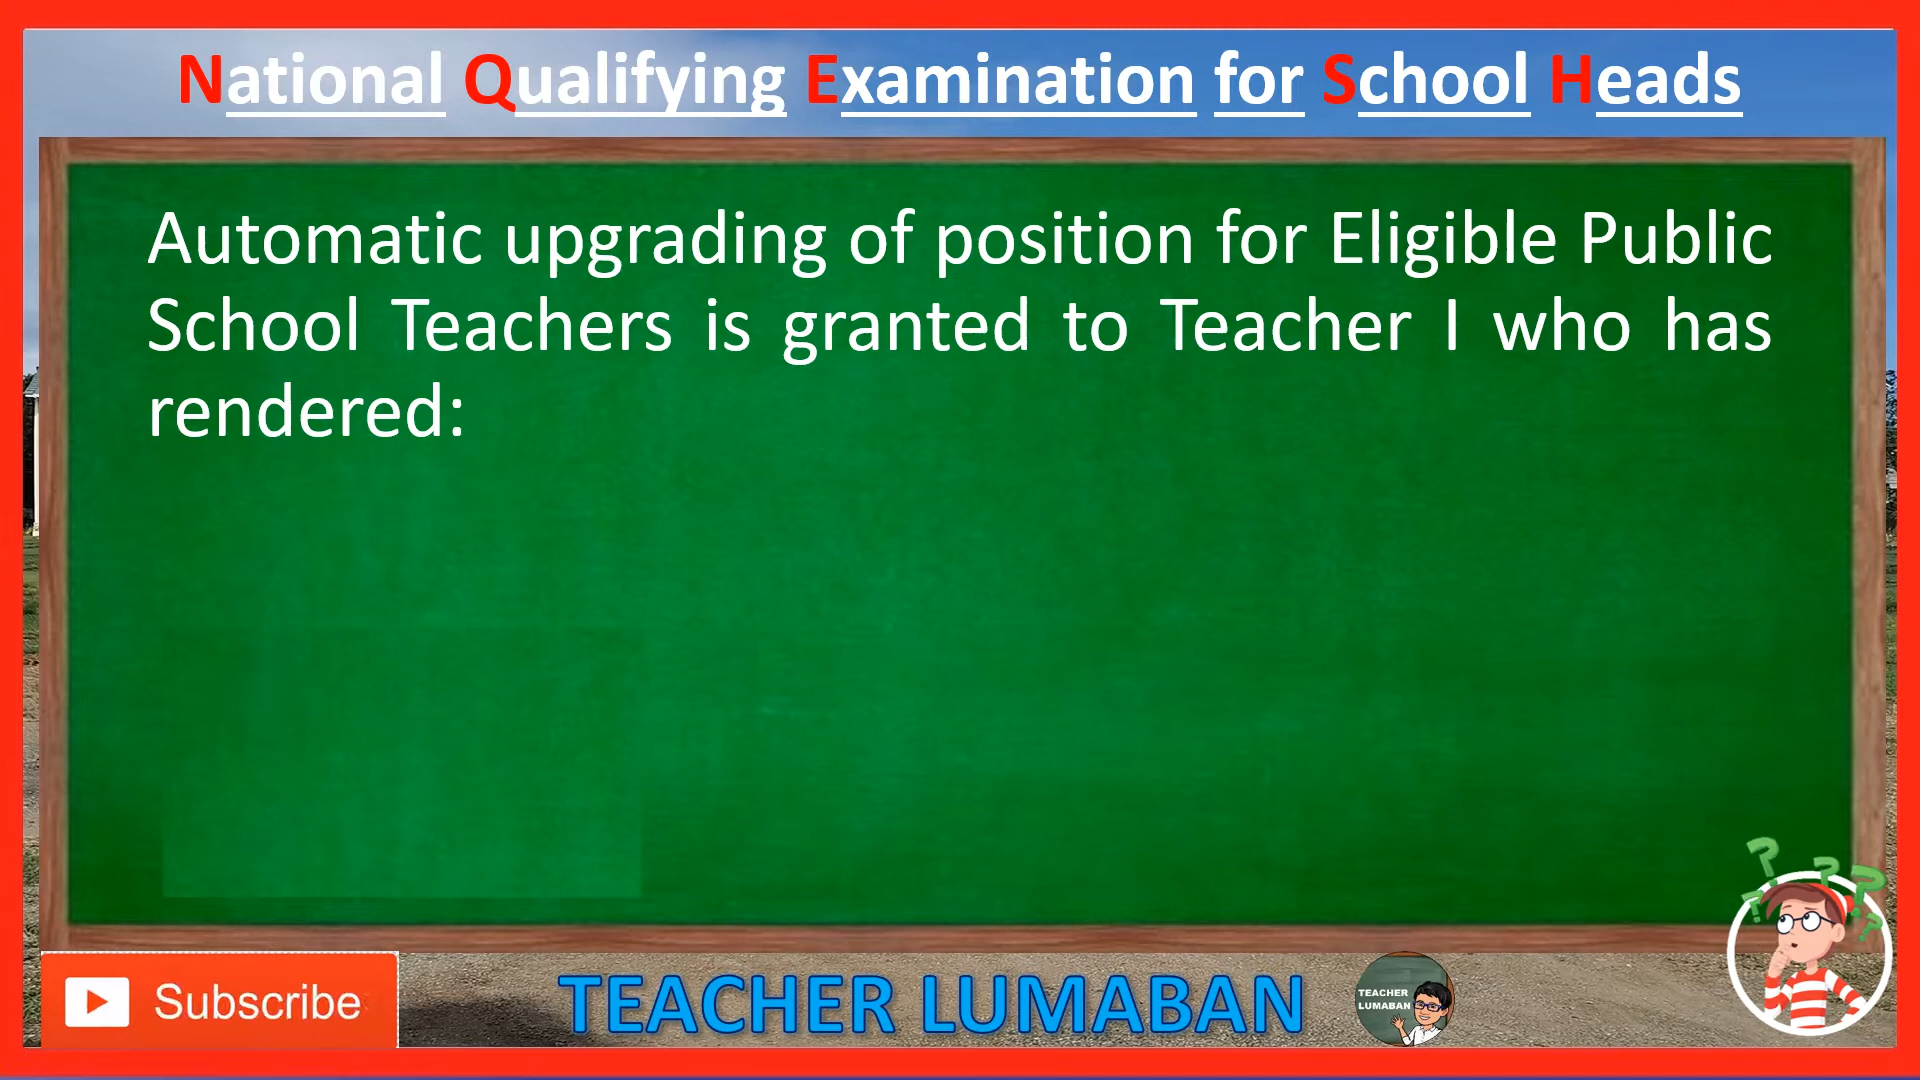 National Qualifying Examination for School Heads
Automatic upgrading of position for Eligible Public
School Teachers is granted to Teacher I who has
rendered:
Subscribe
TEACHER LUMABAN
TEACHER
LUMABAN